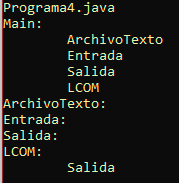 Programa4.java
Main:
ArchivoTexto
Entrada
Salida
LCOM
ArchivoTexto:
Entrada:
Salida:
LCOM:
Salida